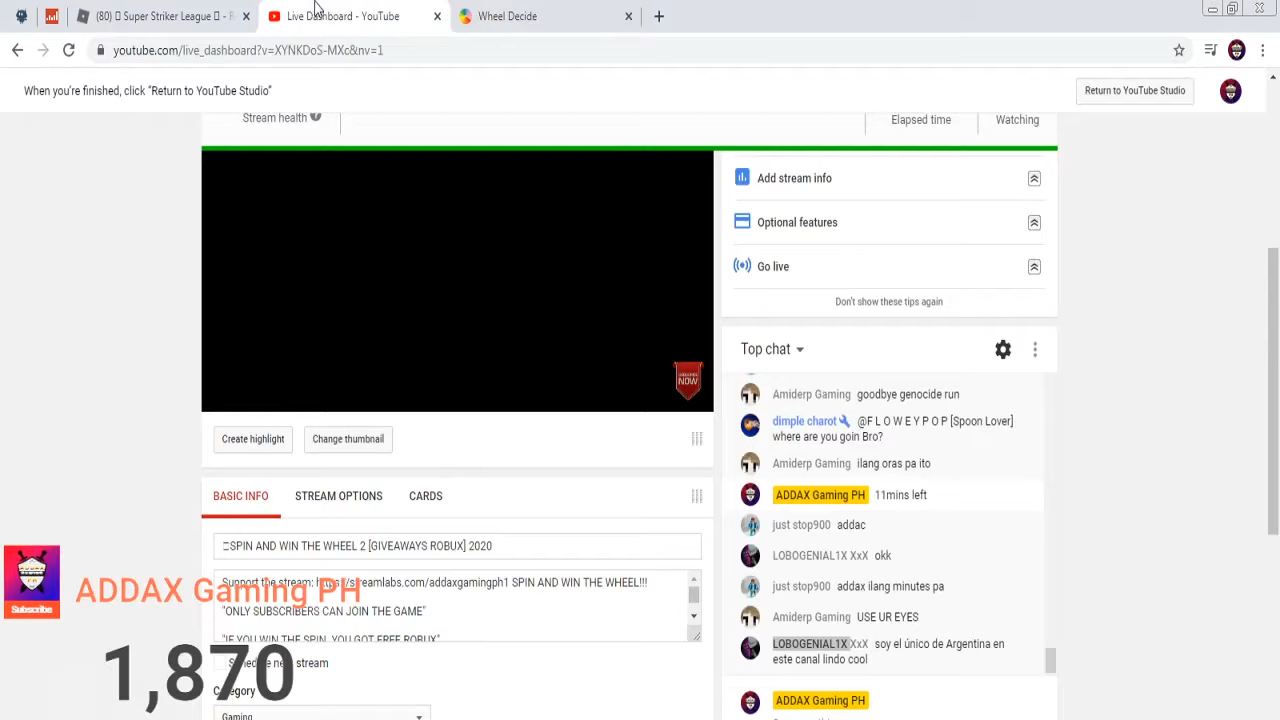 (80) Super Striker League - R
Live Dashboard - YouTube
Wheel Decide
youtube.com/live_dashboard?v=XYNKDoS-MXc&nv=1
When you're finished, click "Return to YouTube Studio"
Return to YouTube Studio
Stream health
Elapsed time
Watching
Add stream info
Optional features
Go live
Don't show these tips again
NOW
Create highlight
Change thumbnail
Top chat
Amiderp Gaming goodbye genocide run
dimple charot @F L O W E Y P O P [Spoon Lover]
where are you goin Bro?
Amiderp Gaming ilang oras pa ito
ADDAX Gaming PH 11mins left
just stop900 addac
LOBOGENIAL1X XxX okk
just stop900 addax ilang minutes pa
Amiderp Gaming USE UR EYES
LOBOGENIAL1X XxX soy el único de Argentina en
este canal lindo cool
ADDAX Gaming PH
BASIC INFO
STREAM OPTIONS
CARDS
SPIN AND WIN THE WHEEL 2 [GIVEAWAYS ROBUX] 2020
Support the stream: https://streamlabs.com/addaxgamingph1 SPIN AND WIN THE WHEEL!!!
"ONLY SUBSCRIBERS CAN JOIN THE GAME"
"IF YOU WIN THE SPIN, YOU GOT FREE ROBUX"
ADDAX Gaming PH
Subscribe
1,870
Schedule next stream
Category
Gaming